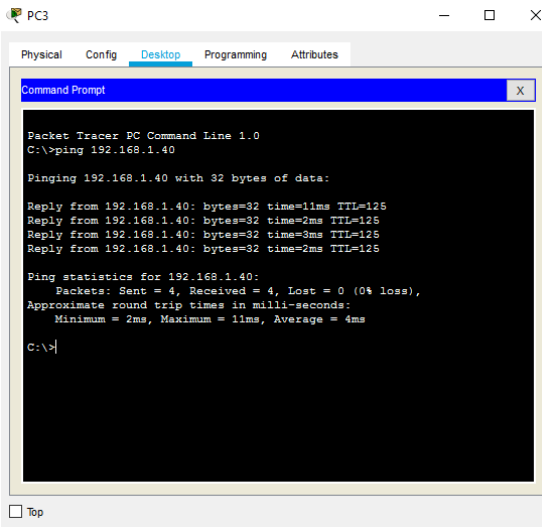 PC3
Physical Config Desktop Programming Attributes
Command Prompt
X
Packet Tracer PC Command Line 1.0
C:\>ping 192.168.1.40
Pinging 192.168.1.40 with 32 bytes of data:
Reply from 192.168.1.40: bytes=32 time=11ms TTL=125
Reply from 192.168.1.40: bytes=32 time=2ms TTL=125
Reply from 192.168.1.40: bytes=32 time=3ms TTL=125
Reply from 192.168.1.40: bytes=32 time=2ms TTL=125
Ping statistics for 192.168.1.40:
Packets: Sent = 4, Received = 4, Lost = 0 (0% loss),
Approximate round trip times in milli-seconds:
Minimum = 2ms, Maximum = 11ms, Average = 4ms
C:\>
Top